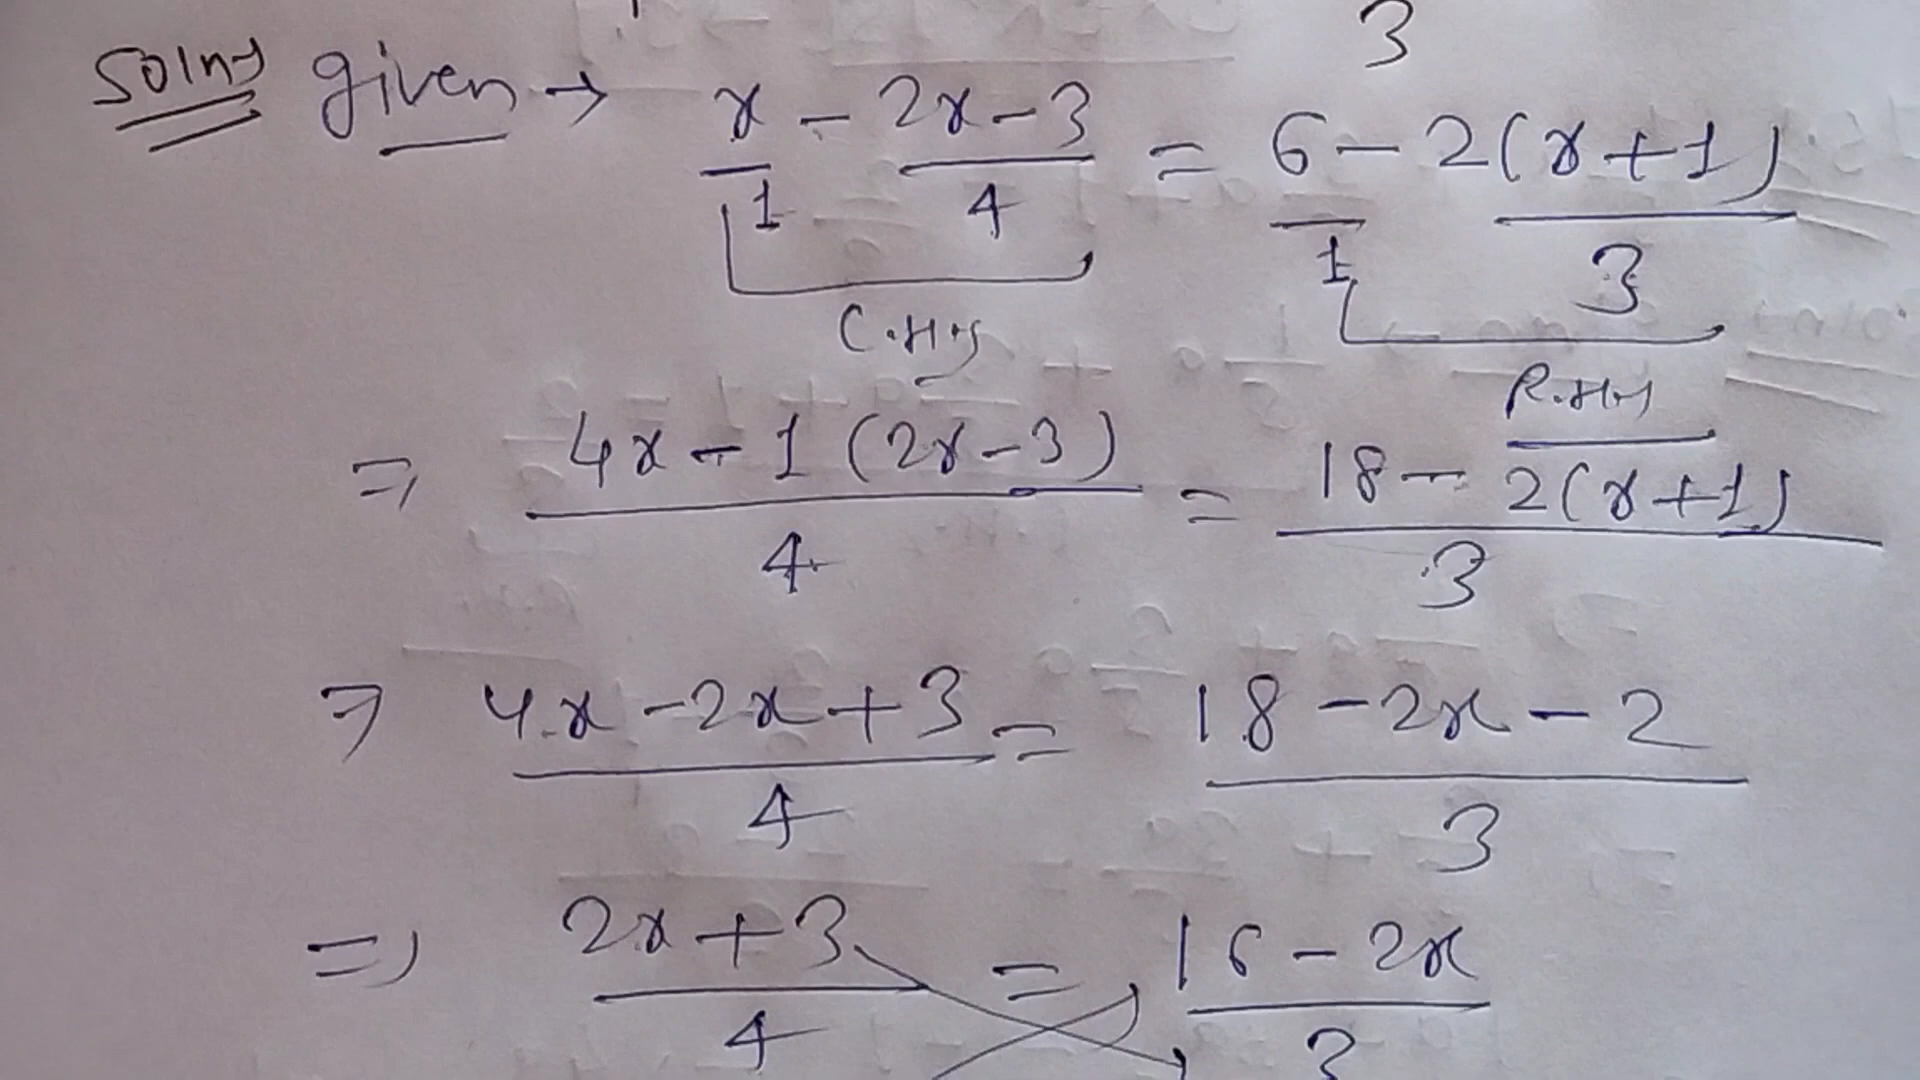 3
Soln→ given → x/1 - (2x-3)/4 = 6/1 - 2(x+1)/3
L.H.S
R.H.S
⇒ (4x - 1(2x-3))/4 = (18 - 2(x+1))/3
⇒ (4x - 2x + 3)/4 = (18 - 2x - 2)/3
⇒ (2x + 3)/4 = (16 - 2x)/3